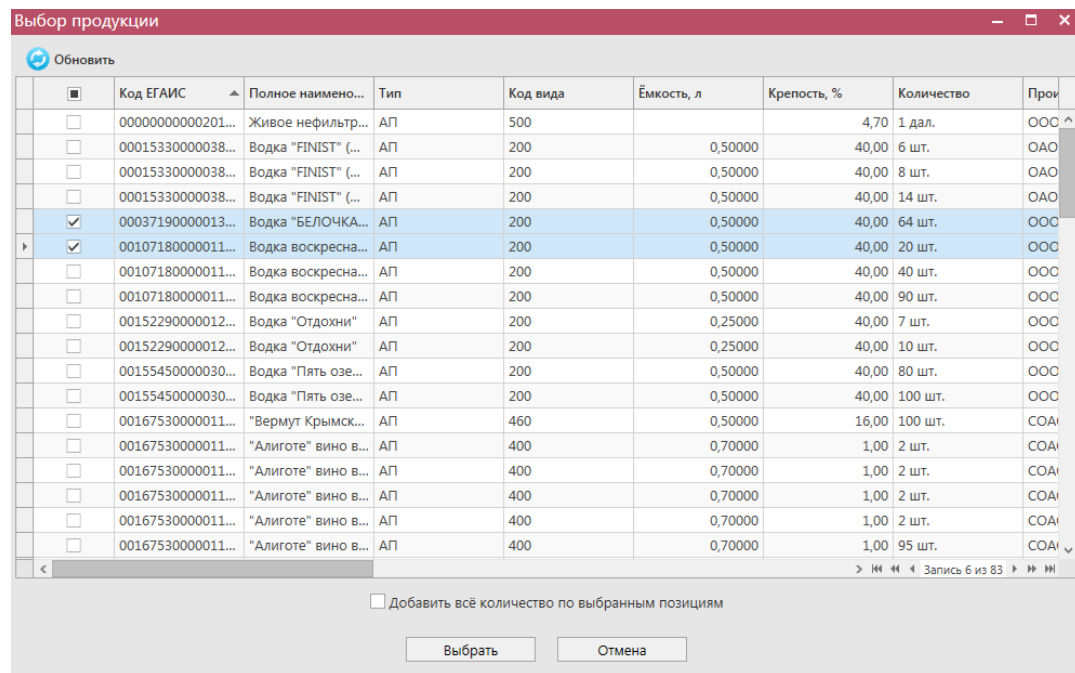 Выбор продукции
Обновить
Код ЕГАИС Полное наимено... Тип Код вида Ёмкость, л Крепость, % Количество Прои
00000000000201... Живое нефильтр... АП 500 4,70 1 дал. ООО
00015330000038... Водка "FINIST" (... АП 200 0,50000 40,00 6 шт. ОАО
00015330000038... Водка "FINIST" (... АП 200 0,50000 40,00 8 шт. ОАО
00015330000038... Водка "FINIST" (... АП 200 0,50000 40,00 14 шт. ОАО
00037190000013... Водка "БЕЛОЧКА... АП 200 0,50000 40,00 64 шт. ООО
00107180000011... Водка воскресна... АП 200 0,50000 40,00 20 шт. ООО
00107180000011... Водка воскресна... АП 200 0,50000 40,00 40 шт. ООО
00107180000011... Водка воскресна... АП 200 0,50000 40,00 90 шт. ООО
00152290000012... Водка "Отдохни" АП 200 0,25000 40,00 7 шт. ООО
00152290000012... Водка "Отдохни" АП 200 0,25000 40,00 10 шт. ООО
00155450000030... Водка "Пять озе... АП 200 0,50000 40,00 80 шт. ООО
00155450000030... Водка "Пять озе... АП 200 0,50000 40,00 100 шт. ООО
00167530000011... "Вермут Крымск... АП 460 0,50000 16,00 100 шт. СОА
00167530000011... "Алиготе" вино в... АП 400 0,70000 1,00 2 шт. СОА
00167530000011... "Алиготе" вино в... АП 400 0,70000 1,00 2 шт. СОА
00167530000011... "Алиготе" вино в... АП 400 0,70000 1,00 2 шт. СОА
00167530000011... "Алиготе" вино в... АП 400 0,70000 1,00 2 шт. СОА
00167530000011... "Алиготе" вино в... АП 400 0,70000 1,00 95 шт. СОА
Запись 6 из 83
Добавить всё количество по выбранным позициям
Выбрать Отмена